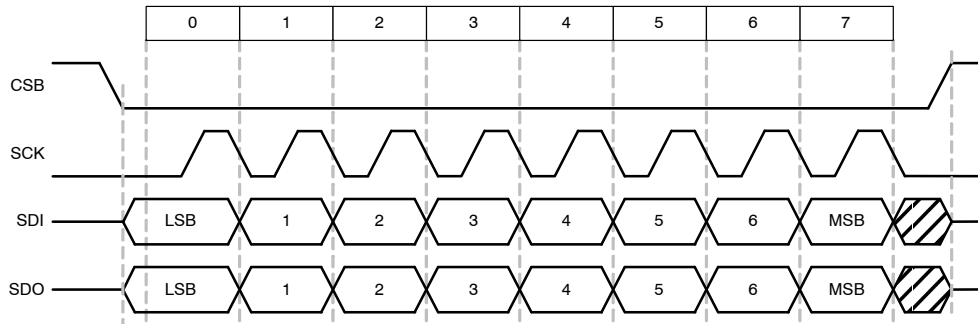 0 1 2 3 4 5 6 7
CSB
SCK
SDI LSB 1 2 3 4 5 6 MSB
SDO LSB 1 2 3 4 5 6 MSB